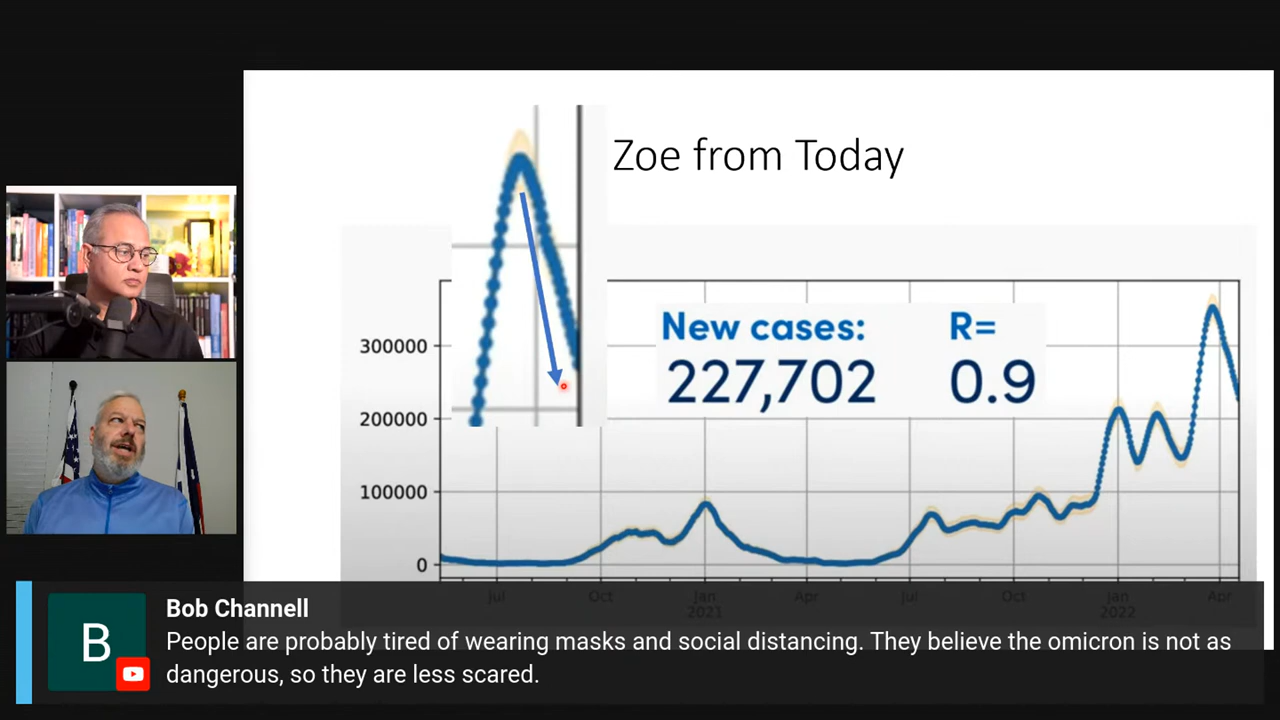 Zoe from Today
New cases: R=
227,702 0.9
300000
200000
100000
0
Jul Oct Jan Apr Jul Oct Jan Apr
2021 2022
B
Bob Channell
People are probably tired of wearing masks and social distancing. They believe the omicron is not as
dangerous, so they are less scared.